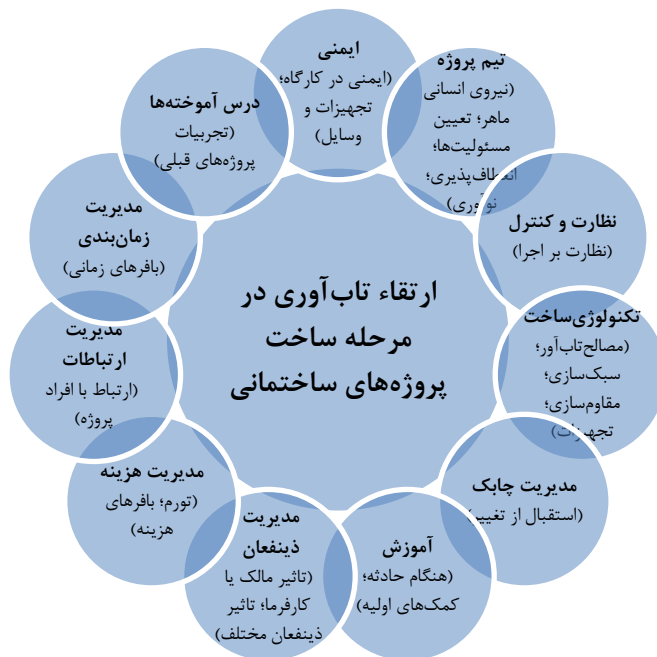 ارتقاء تاب‌آوری در
مرحله ساخت
پروژه‌های ساختمانی
ایمنی
(ایمنی در کارگاه؛
تجهیزات و
وسایل)
تیم پروژه
(نیروی انسانی
ماهر؛ تعیین
مسئولیت‌ها؛
انعطاف‌پذیری؛
نوآوری)
نظارت و کنترل
(نظارت بر اجرا)
تکنولوژی‌ساخت
(مصالح‌تاب‌آور؛
سبک‌سازی؛
مقاوم‌سازی؛
تجهیزات)
مدیریت چابک
(استقبال از تغییر)
آموزش
(هنگام حادثه؛
کمک‌های اولیه)
مدیریت
ذینفعان
(تاثیر مالک یا
کارفرما؛ تاثیر
ذینفعان مختلف)
مدیریت هزینه
(تورم؛ بافرهای
هزینه)
مدیریت
ارتباطات
(ارتباط با افراد
پروژه)
مدیریت
زمان‌بندی
(بافرهای زمانی)
درس آموخته‌ها
(تجربیات
پروژه‌های قبلی)